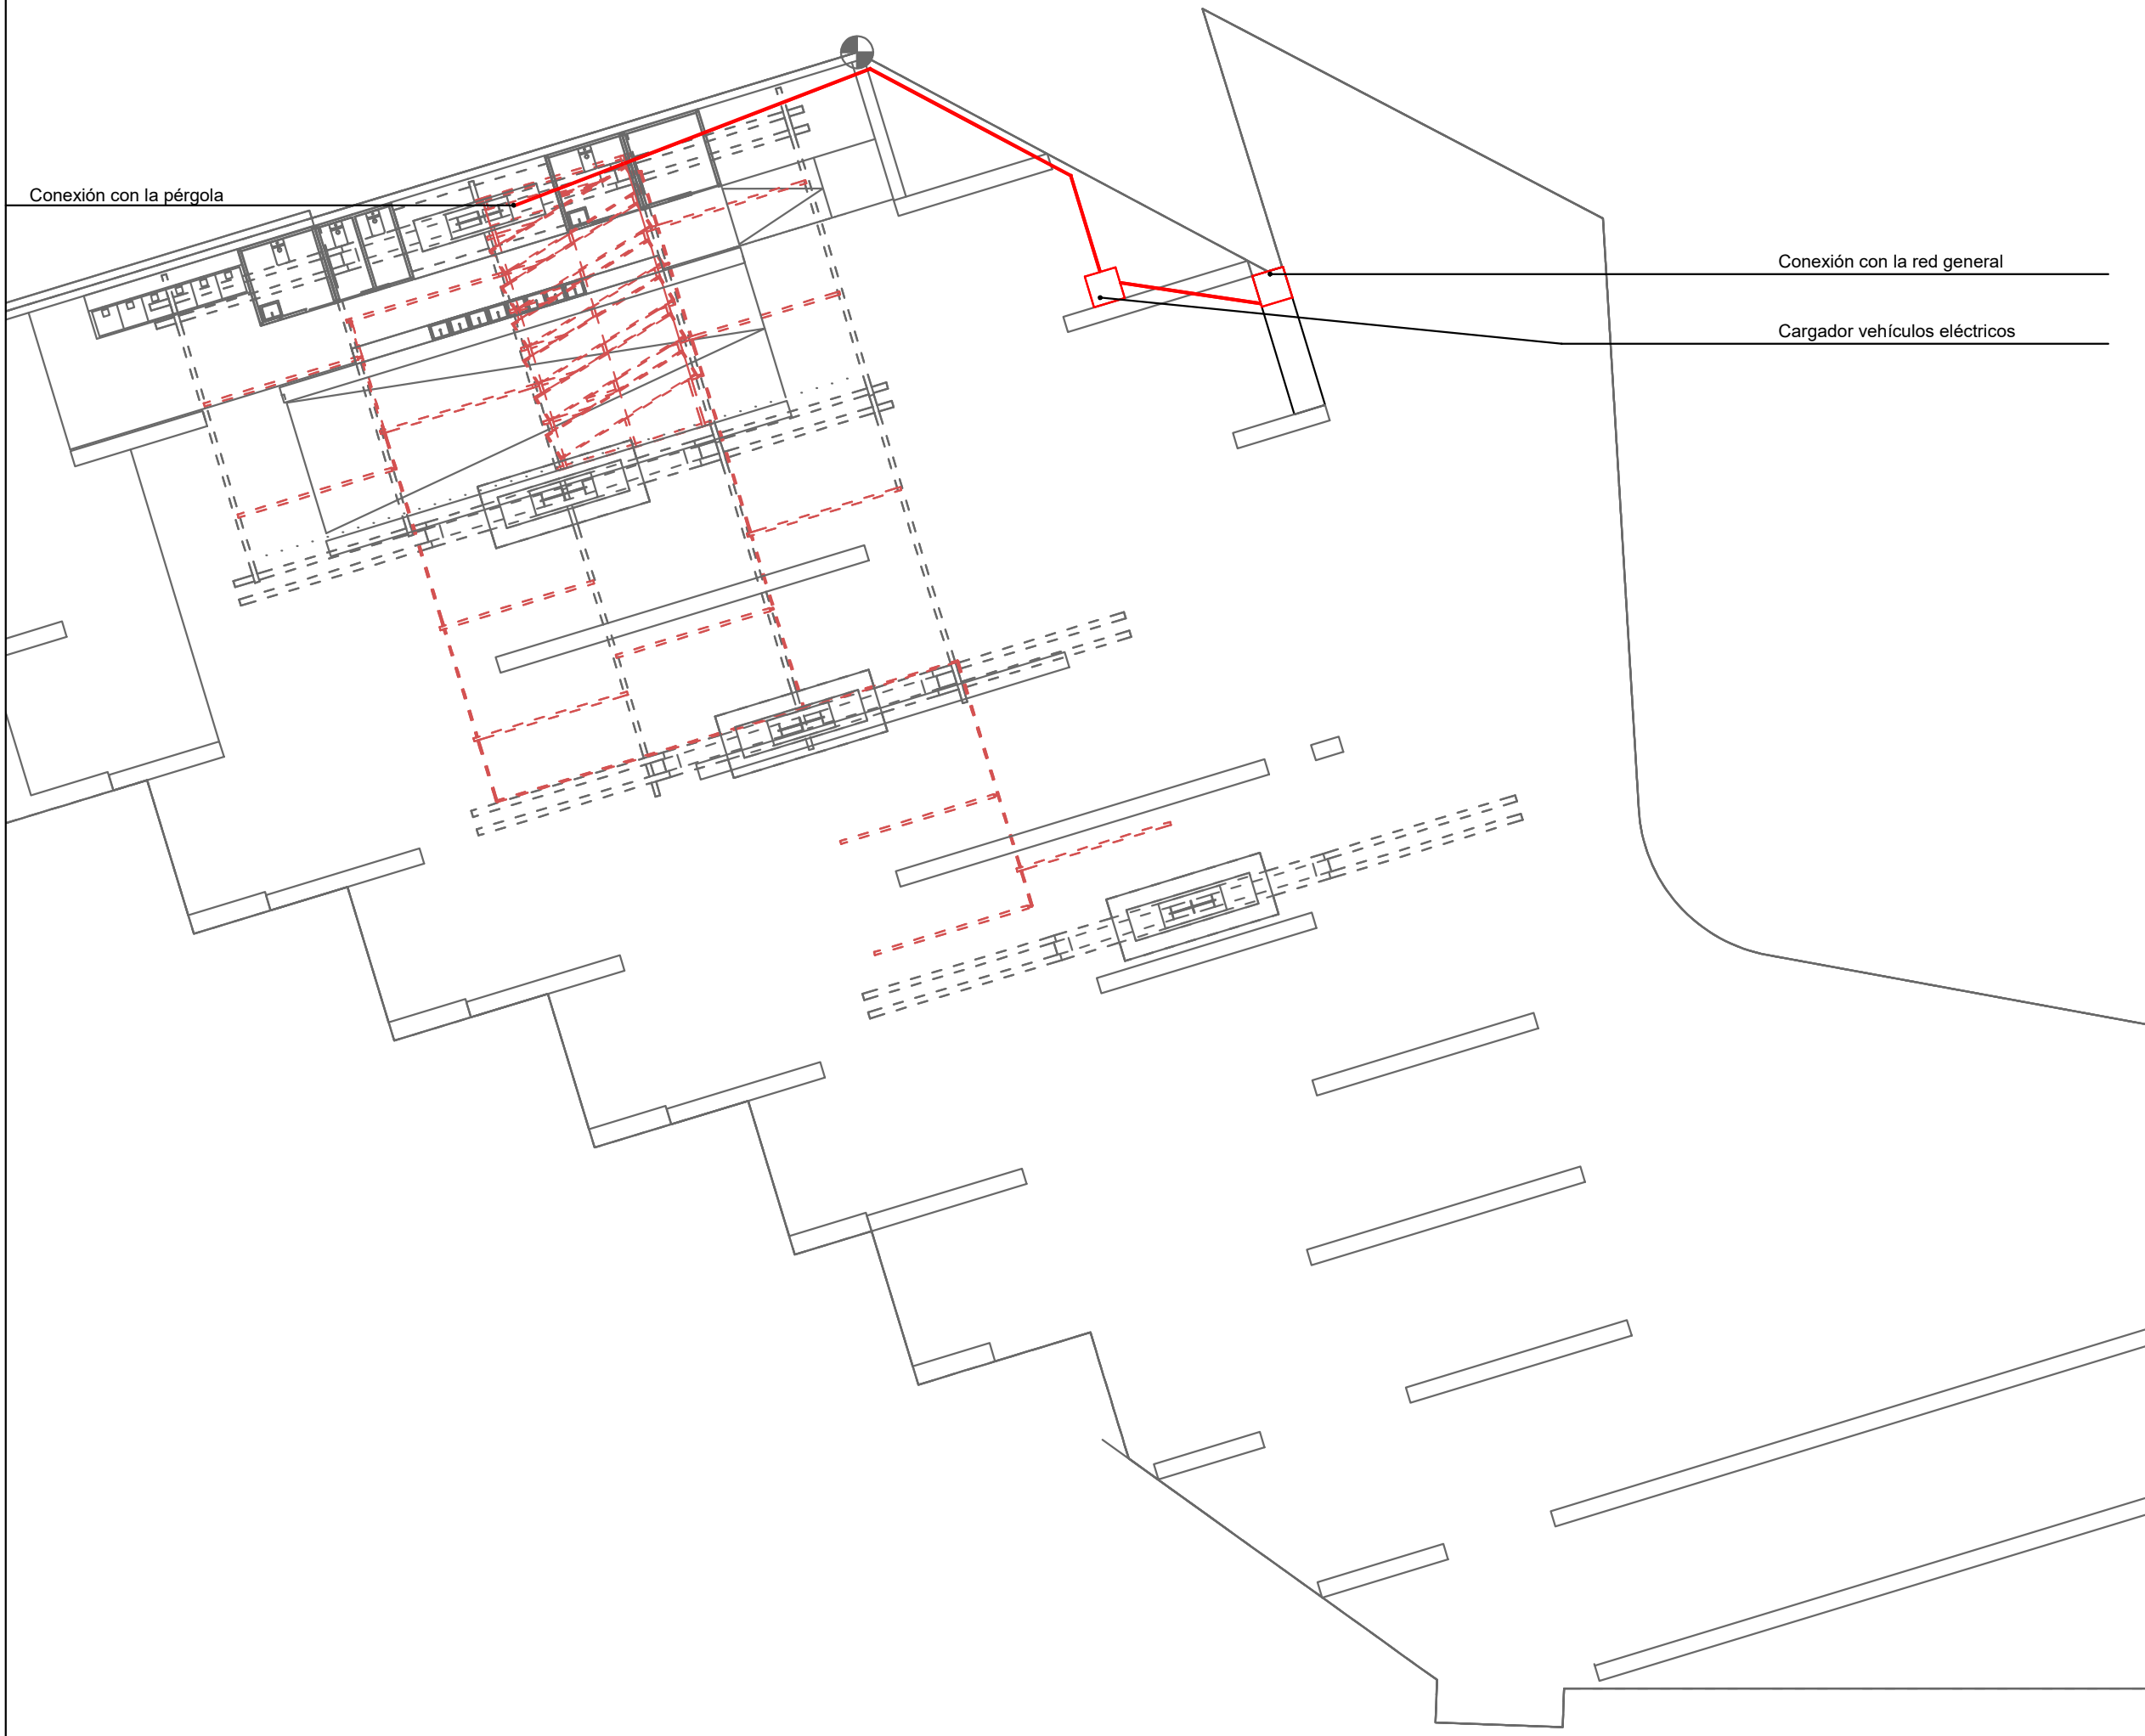 Conexión con la pérgola
Conexión con la red general
Cargador vehículos eléctricos